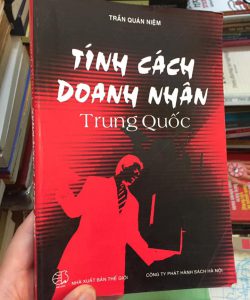 TRẦN QUÁN NIỆM
TÍNH CÁCH
DOANH NHÂN
Trung Quốc
NHÀ XUẤT BẢN THẾ GIỚI
CÔNG TY PHÁT HÀNH SÁCH HÀ NỘI